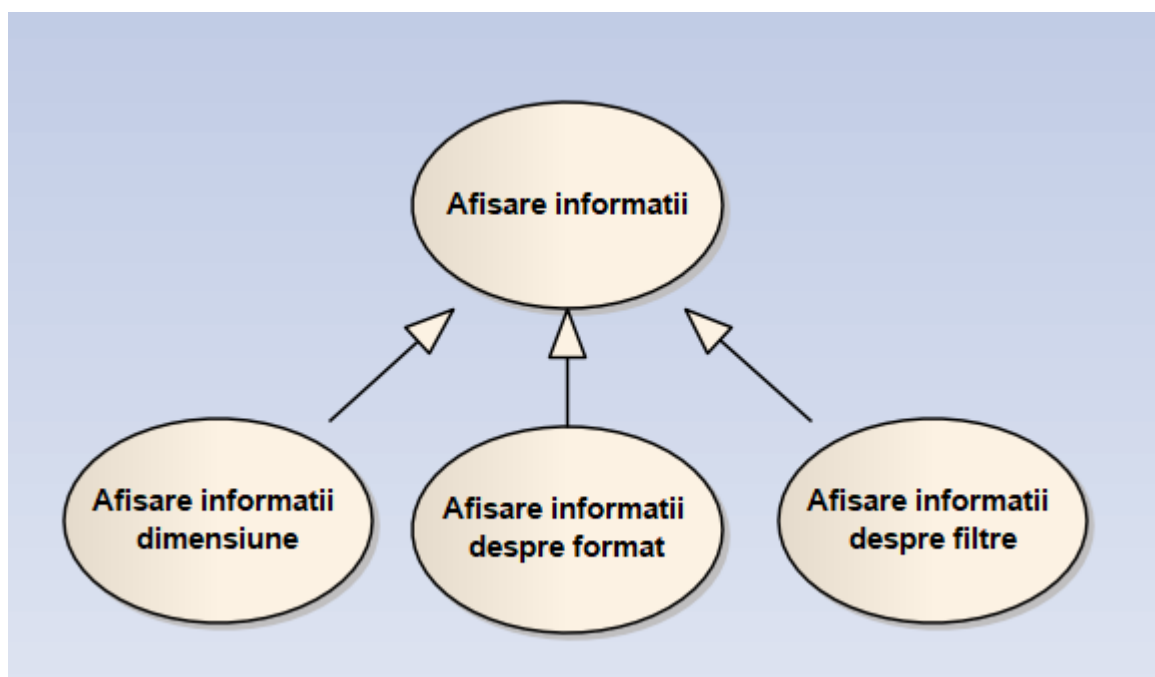 Afisare informatii
Afisare informatii
dimensiune
Afisare informatii
despre format
Afisare informatii
despre filtre